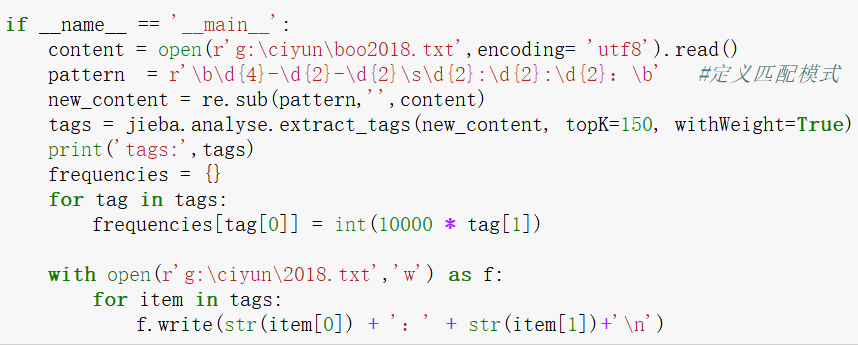 if __name__ == '__main__':
    content = open(r'g:\ciyun\boo2018.txt',encoding= 'utf8').read()
    pattern  = r'\b\d{4}-\d{2}-\d{2}\s\d{2}:\d{2}:\d{2}：\b'   #定义匹配模式
    new_content = re.sub(pattern,'',content)
    tags = jieba.analyse.extract_tags(new_content, topK=150, withWeight=True)
    print('tags:',tags)
    frequencies = {}
    for tag in tags:
        frequencies[tag[0]] = int(10000 * tag[1])
    with open(r'g:\ciyun\2018.txt','w') as f:
        for item in tags:
            f.write(str(item[0]) + '：' + str(item[1])+'\n')